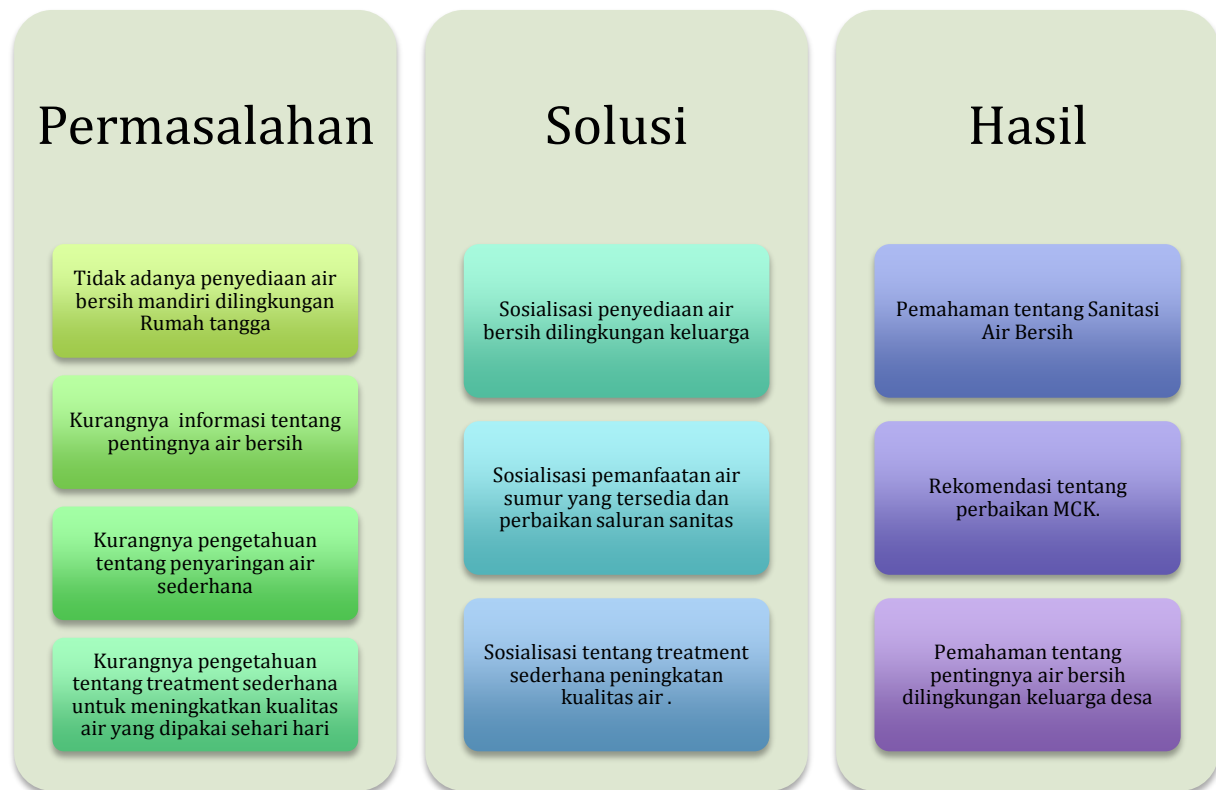 Permasalahan
Tidak adanya penyediaan air
bersih mandiri dilingkungan
Rumah tangga
Kurangnya  informasi tentang
pentingnya air bersih
Kurangnya pengetahuan
tentang penyaringan air
sederhana
Kurangnya pengetahuan
tentang treatment sederhana
untuk meningkatkan kualitas
air yang dipakai sehari hari
Solusi
Sosialisasi penyediaan air
bersih dilingkungan keluarga
Sosialisasi pemanfaatan air
sumur yang tersedia dan
perbaikan saluran sanitas
Sosialisasi tentang treatment
sederhana peningkatan
kualitas air .
Hasil
Pemahaman tentang Sanitasi
Air Bersih
Rekomendasi tentang
perbaikan MCK.
Pemahaman tentang
pentingnya air bersih
dilingkungan keluarga desa